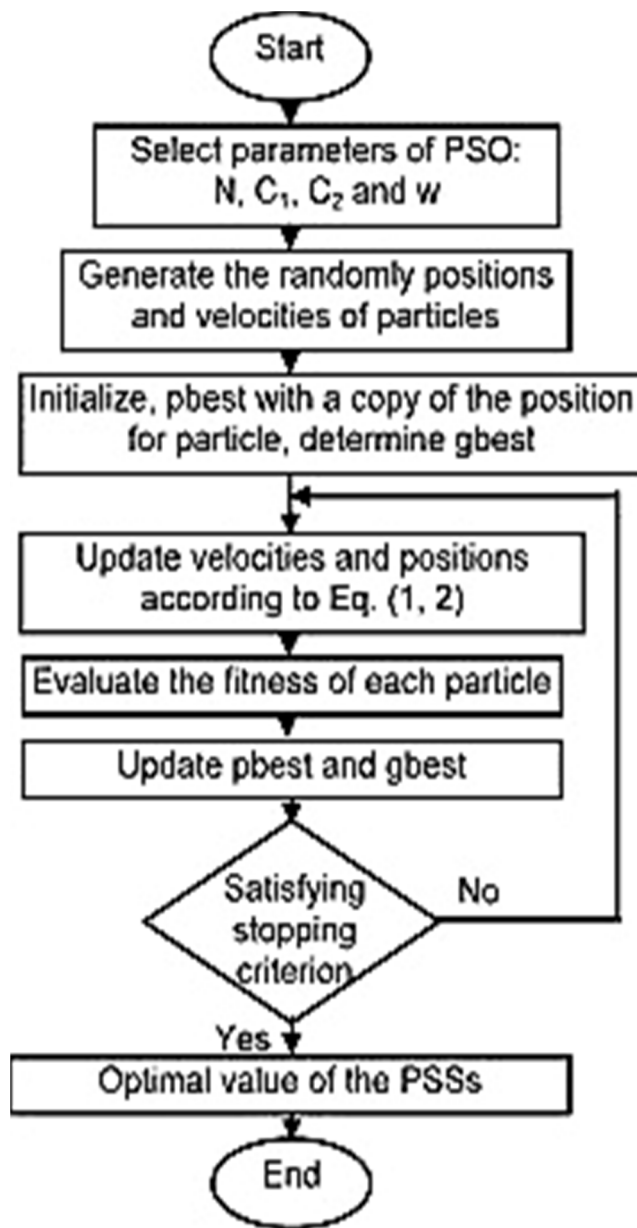 Start
Select parameters of PSO:
N, C₁, C₂ and w
Generate the randomly positions
and velocities of particles
Initialize, pbest with a copy of the position
for particle, determine gbest
Update velocities and positions
according to Eq. (1, 2)
Evaluate the fitness of each particle
Update pbest and gbest
Satisfying
stopping
criterion
No
Yes
Optimal value of the PSSs
End